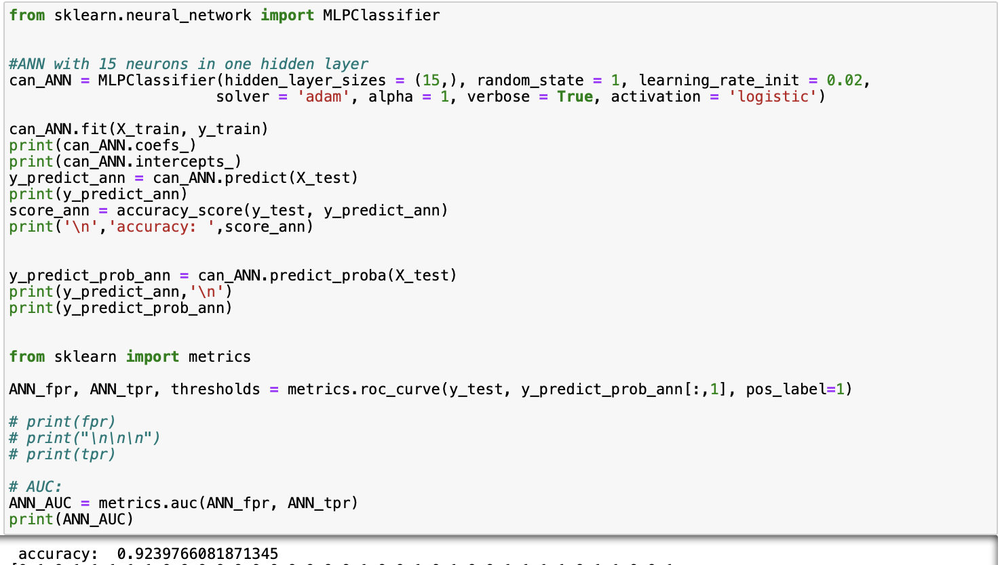 from sklearn.neural_network import MLPClassifier
#ANN with 15 neurons in one hidden layer
can_ANN = MLPClassifier(hidden_layer_sizes = (15,), random_state = 1, learning_rate_init = 0.02,
solver = 'adam', alpha = 1, verbose = True, activation = 'logistic')
can_ANN.fit(X_train, y_train)
print(can_ANN.coefs_)
print(can_ANN.intercepts_)
y_predict_ann = can_ANN.predict(X_test)
print(y_predict_ann)
score_ann = accuracy_score(y_test, y_predict_ann)
print('\n','accuracy: ',score_ann)
y_predict_prob_ann = can_ANN.predict_proba(X_test)
print(y_predict_ann,'\n')
print(y_predict_prob_ann)
from sklearn import metrics
ANN_fpr, ANN_tpr, thresholds = metrics.roc_curve(y_test, y_predict_prob_ann[:,1], pos_label=1)
# print(fpr)
# print("\n\n\n")
# print(tpr)
# AUC:
ANN_AUC = metrics.auc(ANN_fpr, ANN_tpr)
print(ANN_AUC)
accuracy:  0.9239766081871345